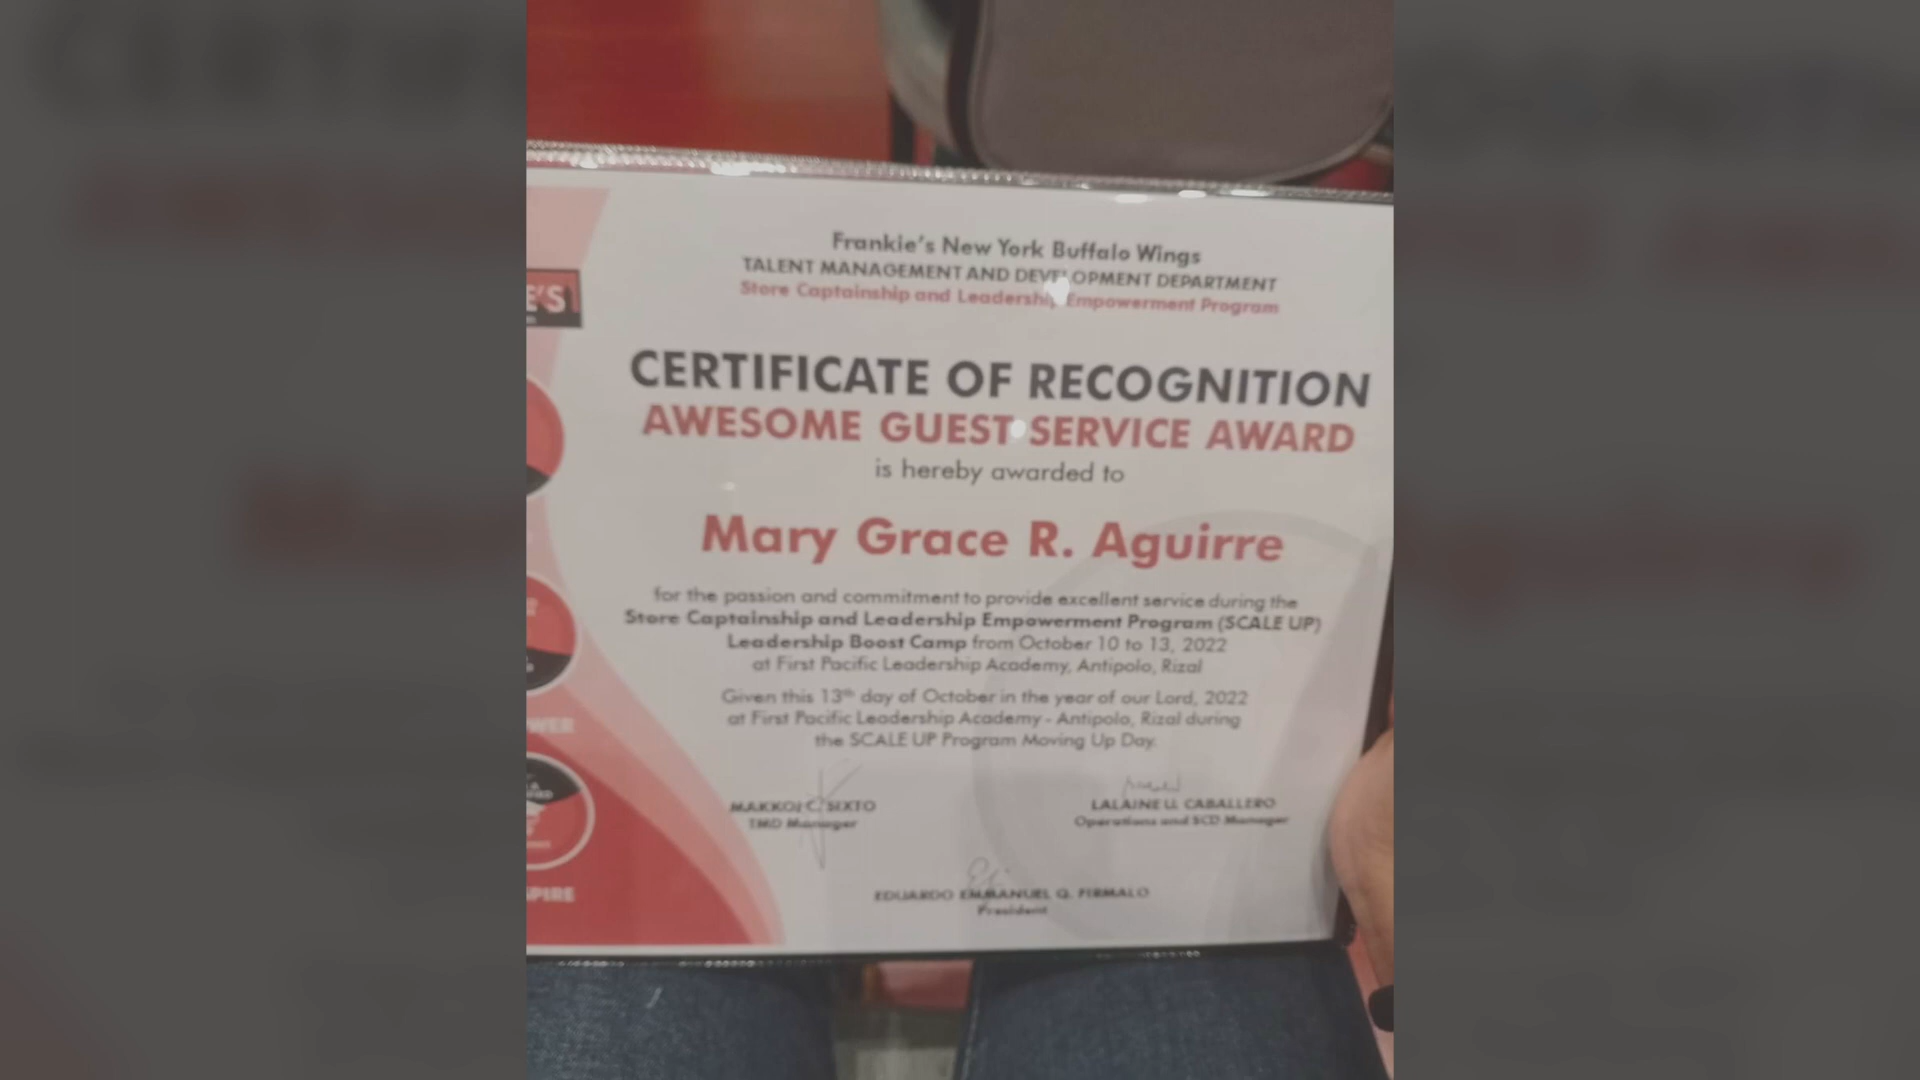 Frankie's New York Buffalo Wings
TALENT MANAGEMENT AND DEVELOPMENT DEPARTMENT
Store Captainship and Leadership Empowerment Program
E'S
CERTIFICATE OF RECOGNITION
AWESOME GUEST SERVICE AWARD
is hereby awarded to
Mary Grace R. Aguirre
for the passion and commitment to provide excellent service during the
Store Captainship and Leadership Empowerment Program (SCALE UP)
Leadership Boost Camp from October 10 to 13, 2022
at First Pacific Leadership Academy, Antipolo, Rizal
Given this 13th day of October in the year of our Lord, 2022
at First Pacific Leadership Academy - Antipolo, Rizal during
the SCALE UP Program Moving Up Day.
WER
MAKKOI C. SIXTO
TMD Manager
LALAINE U. CABALLERO
Operations and SCD Manager
PIRE
EDUARDO EMMANUEL Q. FIRMALO
President